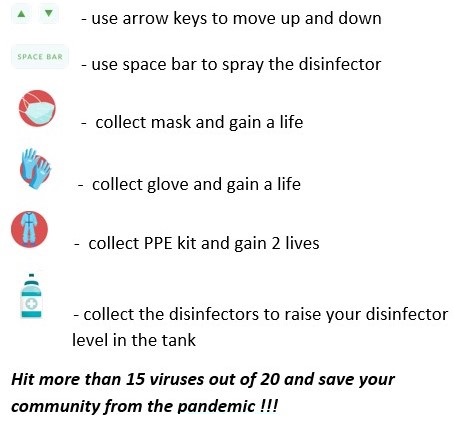 - use arrow keys to move up and down
SPACE BAR - use space bar to spray the disinfector
- collect mask and gain a life
- collect glove and gain a life
- collect PPE kit and gain 2 lives
- collect the disinfectors to raise your disinfector
level in the tank
Hit more than 15 viruses out of 20 and save your
community from the pandemic !!!